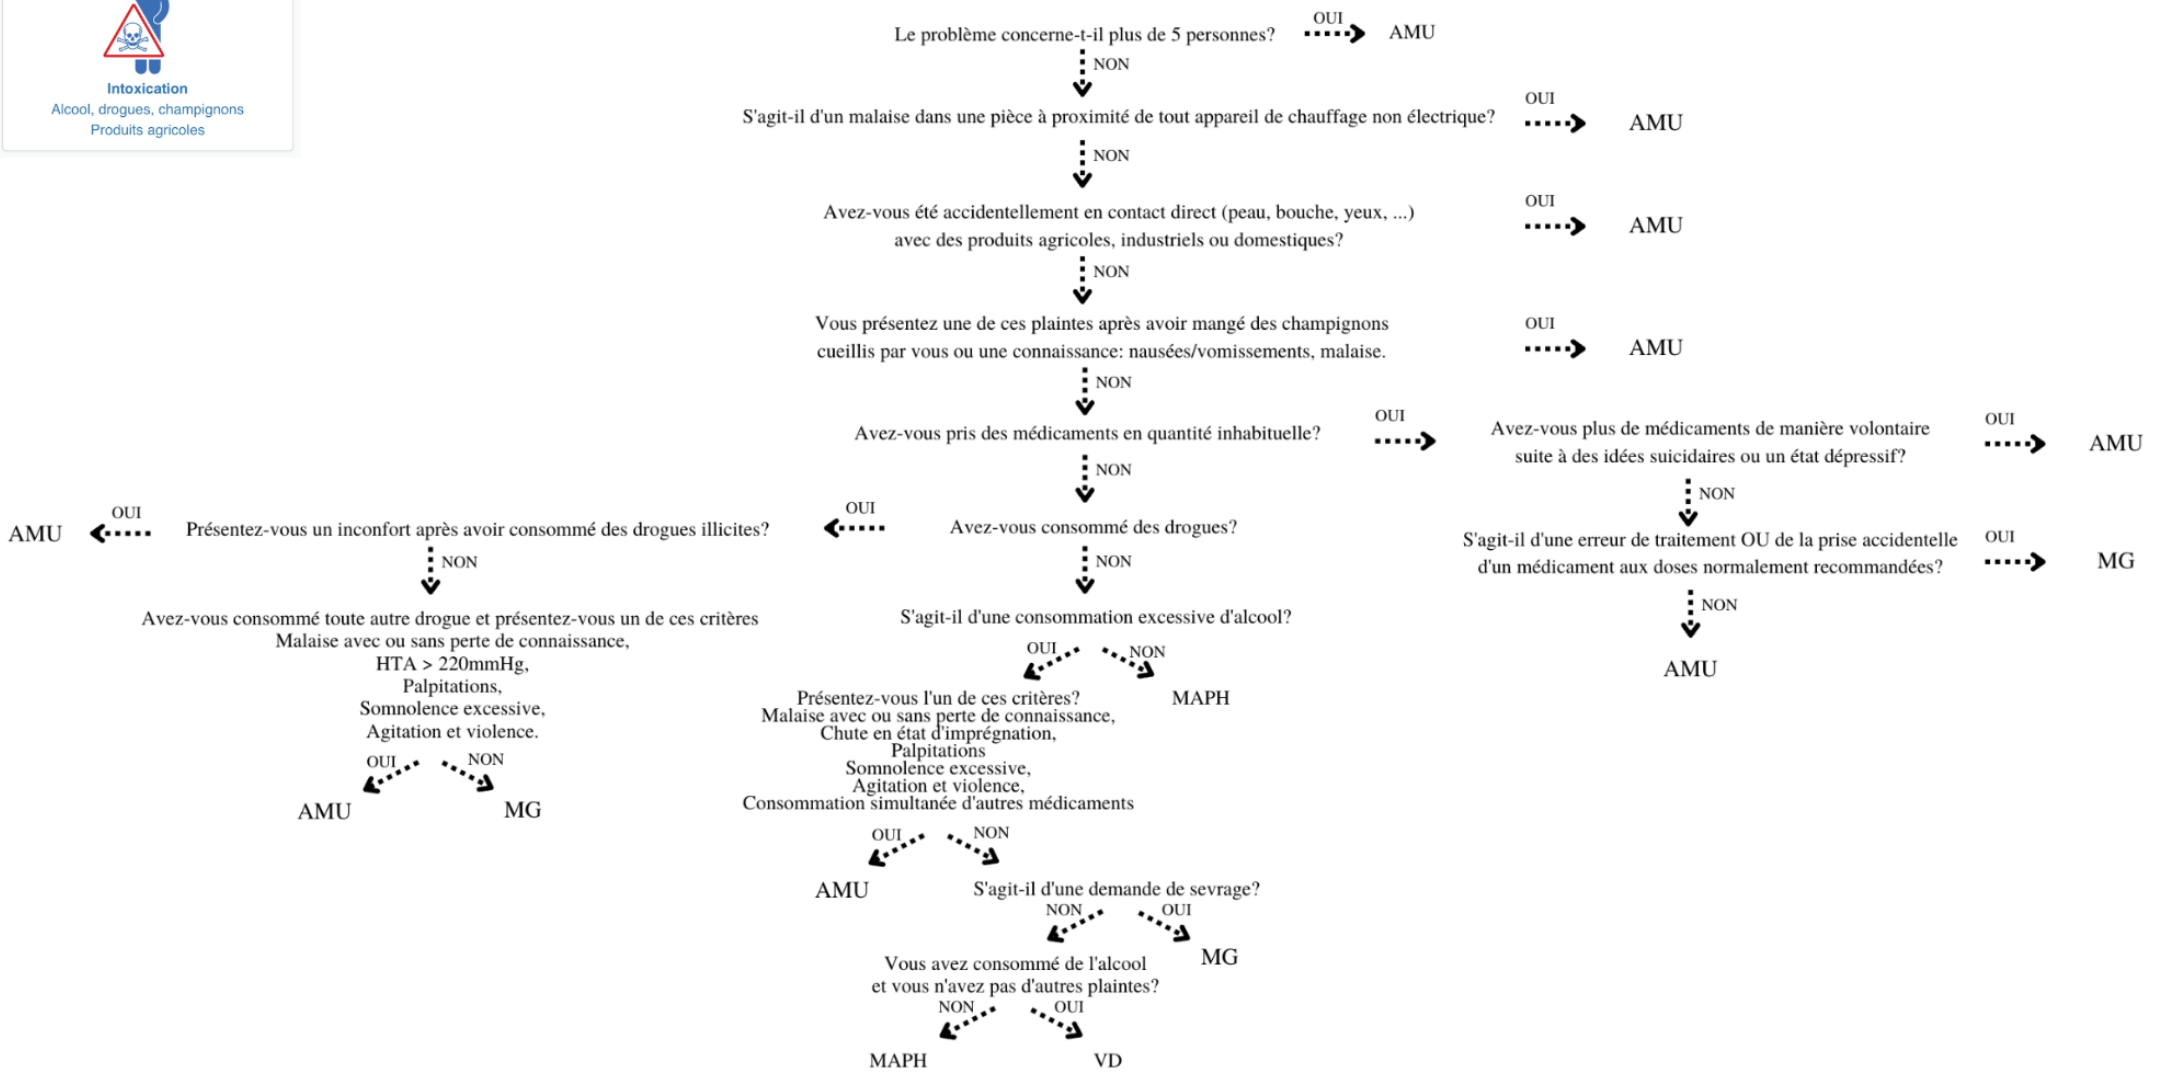 Intoxication
Alcool, drogues, champignons
Produits agricoles
Le problème concerne-t-il plus de 5 personnes?
OUI
AMU
NON
S'agit-il d'un malaise dans une pièce à proximité de tout appareil de chauffage non électrique?
OUI
AMU
NON
Avez-vous été accidentellement en contact direct (peau, bouche, yeux, ...)
avec des produits agricoles, industriels ou domestiques?
OUI
AMU
NON
Vous présentez une de ces plaintes après avoir mangé des champignons
cueillis par vous ou une connaissance: nausées/vomissements, malaise.
OUI
AMU
NON
Avez-vous pris des médicaments en quantité inhabituelle?
OUI
Avez-vous plus de médicaments de manière volontaire
suite à des idées suicidaires ou un état dépressif?
OUI
AMU
NON
S'agit-il d'une erreur de traitement OU de la prise accidentelle
d'un médicament aux doses normalement recommandées?
OUI
MG
NON
AMU
NON
Avez-vous consommé des drogues?
OUI
Présentez-vous un inconfort après avoir consommé des drogues illicites?
OUI
AMU
NON
Avez-vous consommé toute autre drogue et présentez-vous un de ces critères
Malaise avec ou sans perte de connaissance,
HTA > 220mmHg,
Palpitations,
Somnolence excessive,
Agitation et violence.
OUI
NON
AMU
MG
NON
S'agit-il d'une consommation excessive d'alcool?
OUI
NON
MAPH
Présentez-vous l'un de ces critères?
Malaise avec ou sans perte de connaissance,
Chute en état d'imprégnation,
Palpitations
Somnolence excessive,
Agitation et violence,
Consommation simultanée d'autres médicaments
OUI
NON
AMU
S'agit-il d'une demande de sevrage?
NON
OUI
MG
Vous avez consommé de l'alcool
et vous n'avez pas d'autres plaintes?
NON
OUI
MAPH
VD